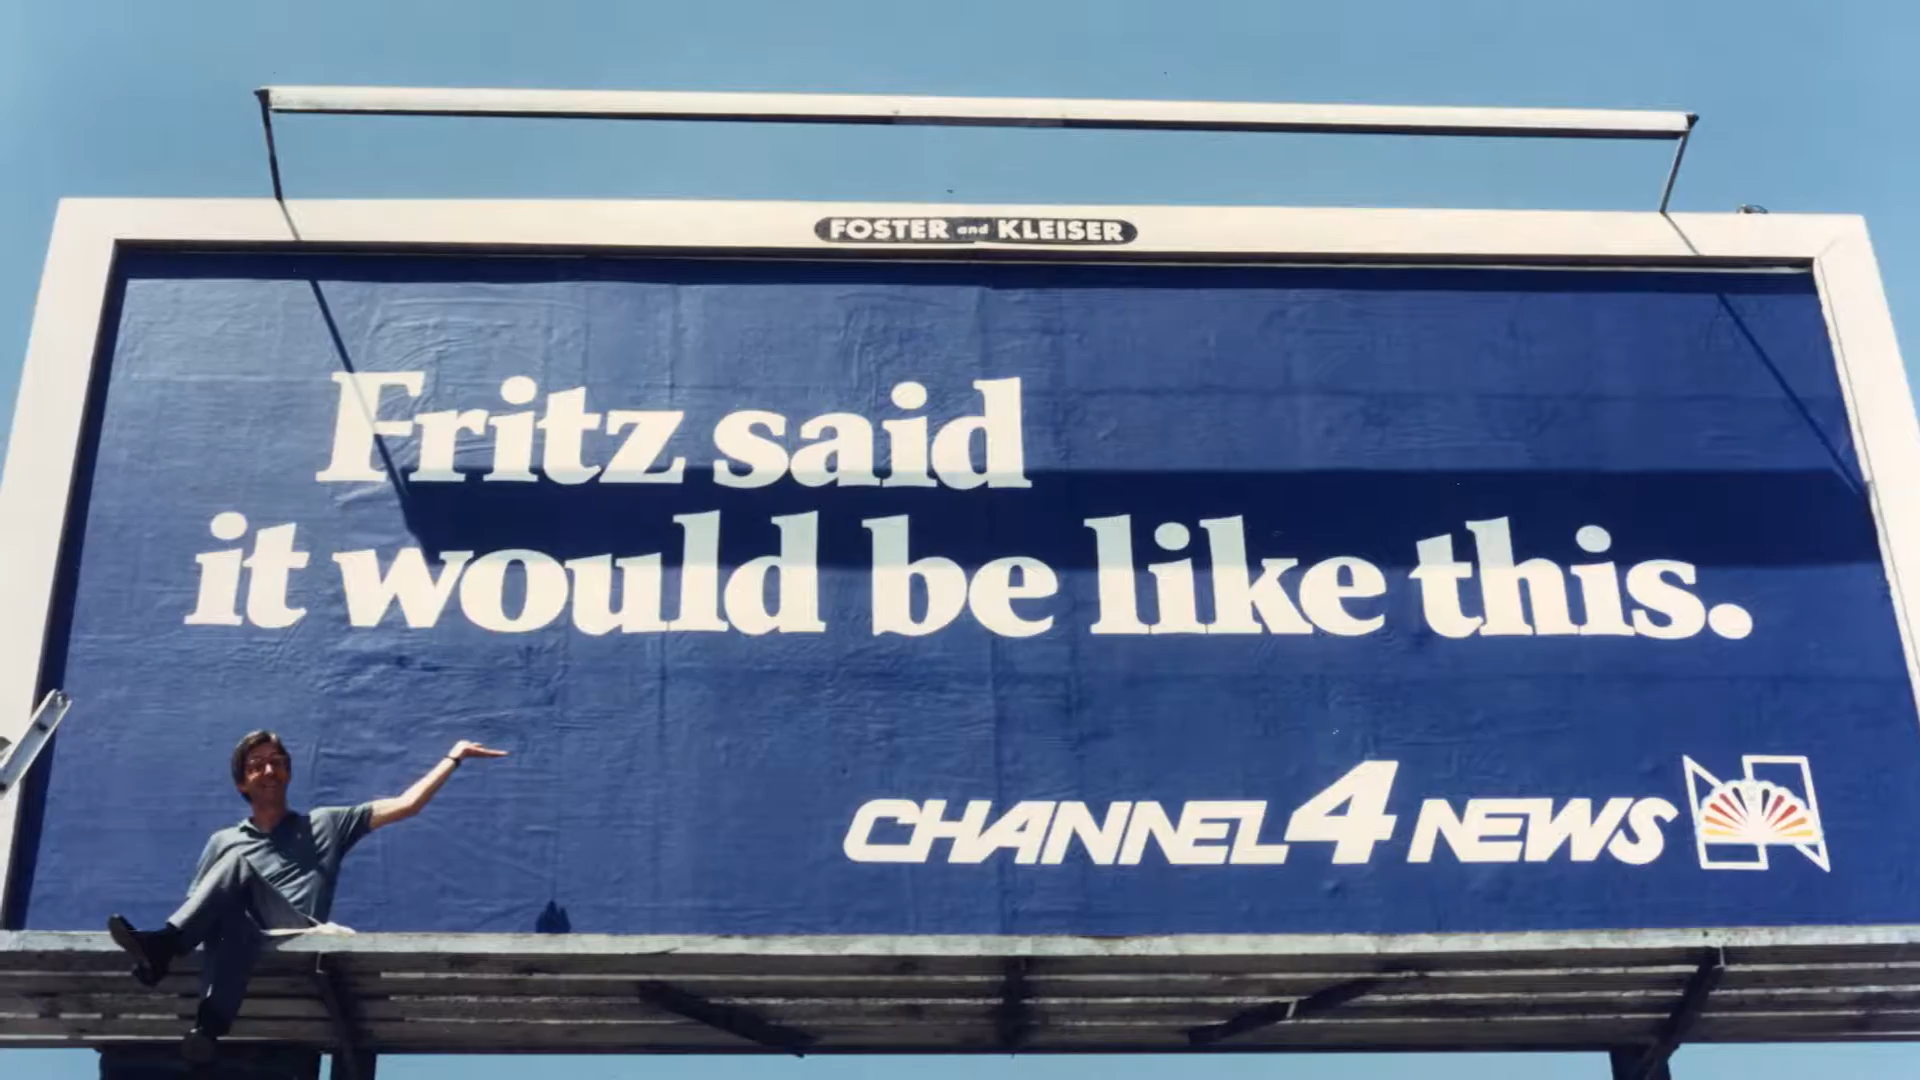 FOSTER and KLEISER
Fritz said
it would be like this.
CHANNEL 4 NEWS